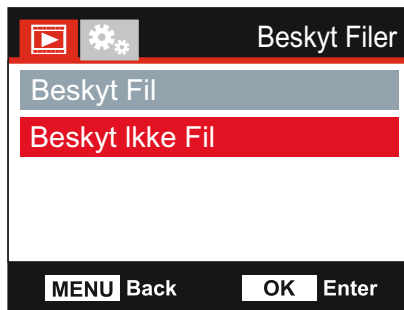 Beskyt Filer
Beskyt Fil
Beskyt Ikke Fil
MENU Back OK Enter